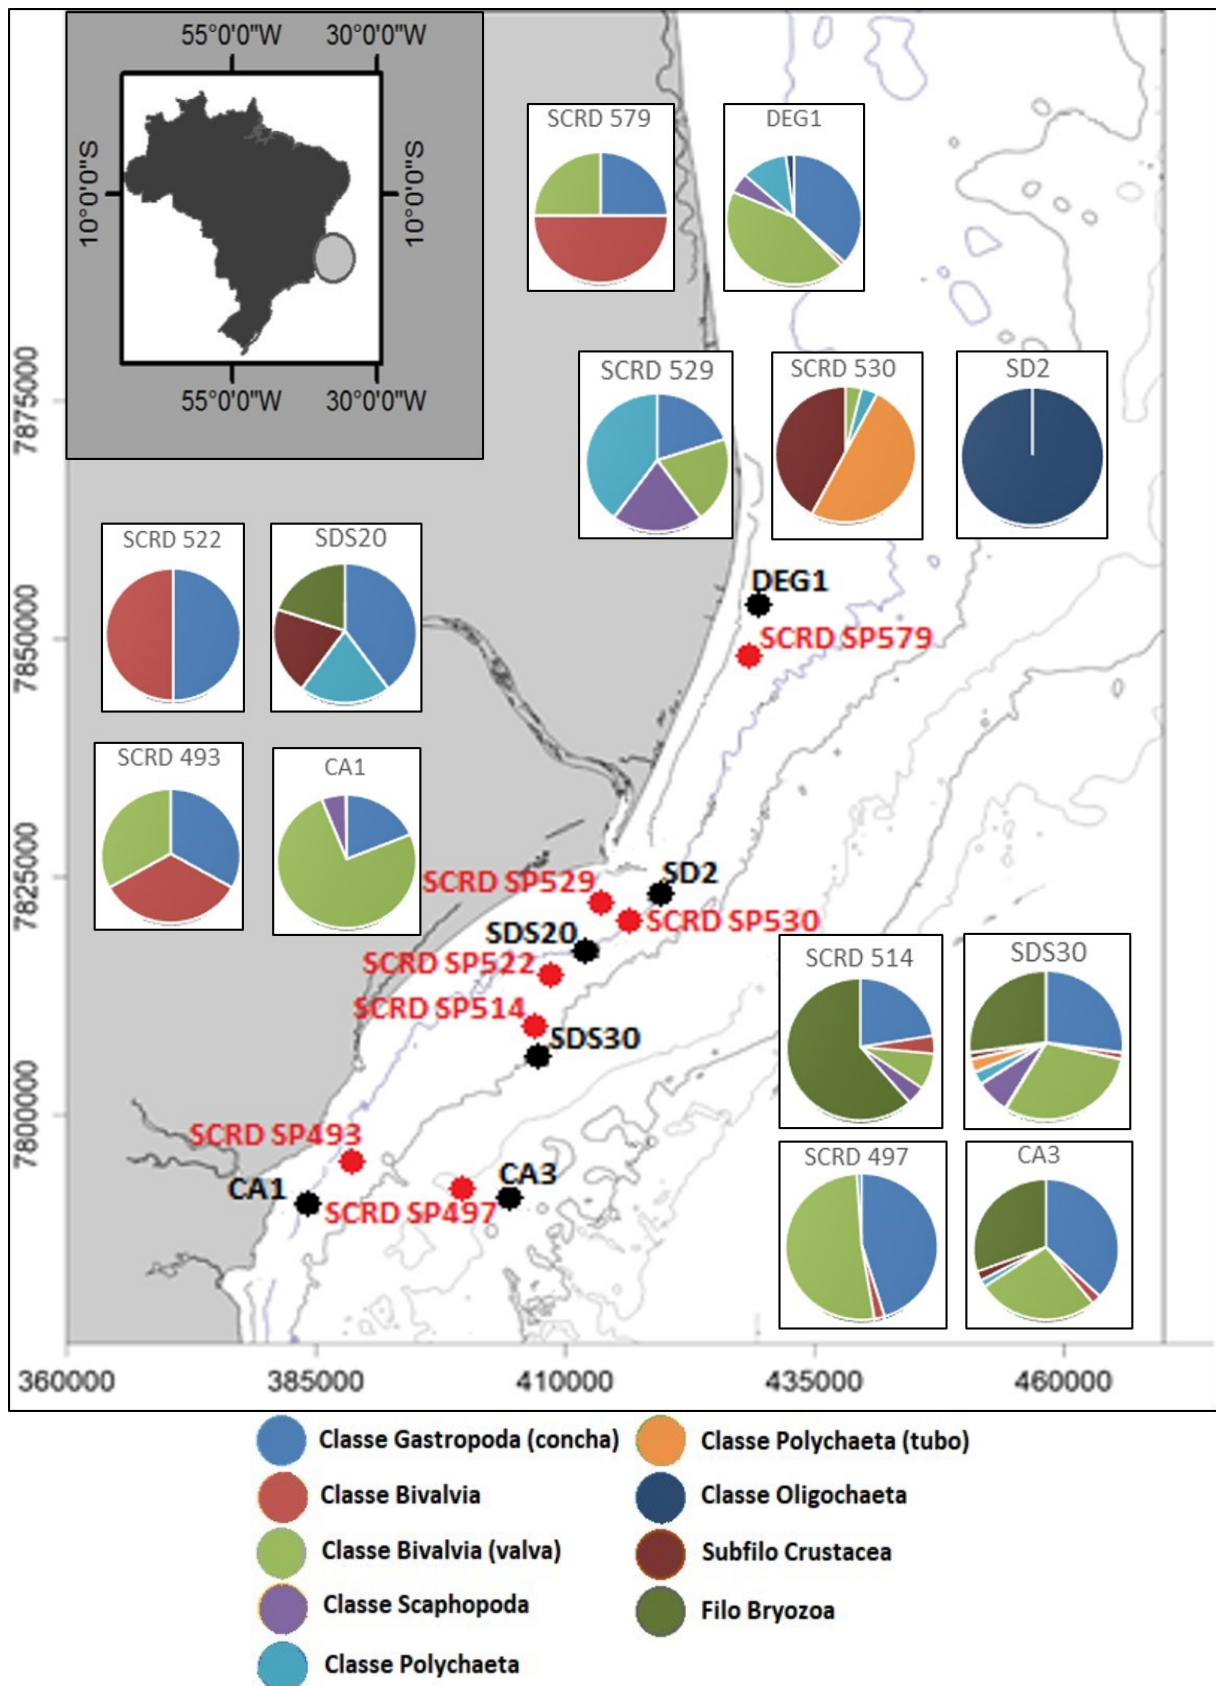 55°0'0"W 30°0'0"W
10°0'0"S 10°0'0"S
55°0'0"W 30°0'0"W
SCRD 579 DEG1
SCRD 529 SCRD 530 SD2
SCRD 522 SDS20
SCRD 493 CA1
SCRD 514 SDS30
SCRD 497 CA3
DEG1
SCRD SP579
SD2
SCRD SP529
SCRD SP530
SDS20
SCRD SP522
SCRD SP514
SDS30
SCRD SP493
CA3
CA1
SCRD SP497
7875000
7850000
7825000
7800000
360000 385000 410000 435000 460000
Classe Gastropoda (concha) Classe Polychaeta (tubo)
Classe Bivalvia Classe Oligochaeta
Classe Bivalvia (valva) Subfilo Crustacea
Classe Scaphopoda Filo Bryozoa
Classe Polychaeta